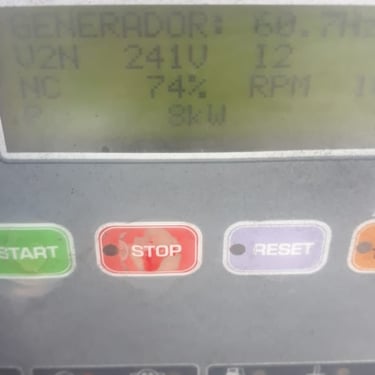 GENERADOR: 60.7Hz
V2N 241V I2
NC 74% RPM
P 8kW
START STOP RESET